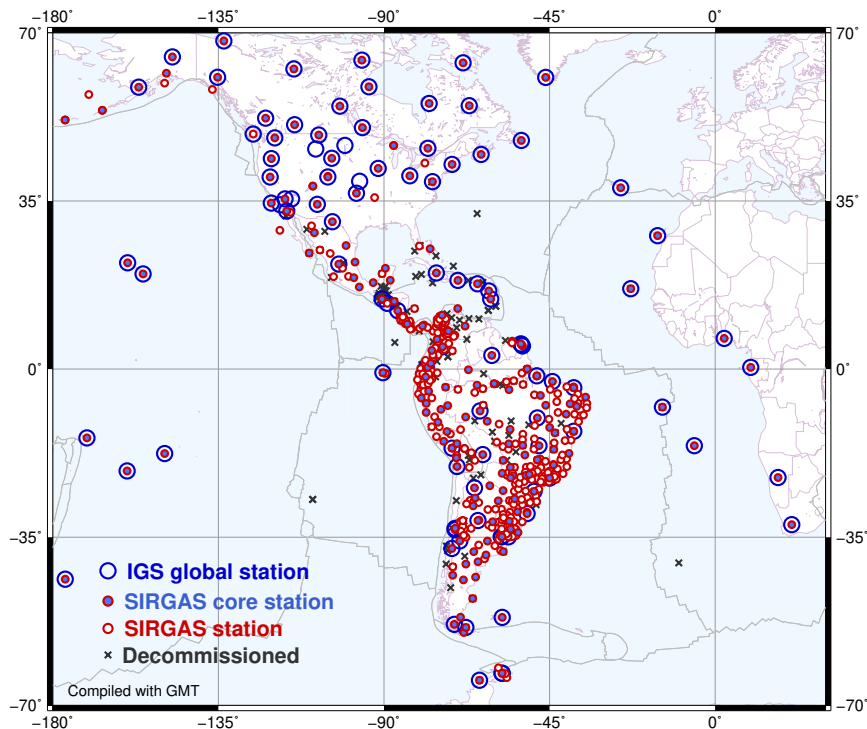 −180° −135° −90° −45° 0°
70° 70°
35° 35°
0° 0°
−35° −35°
IGS global station
SIRGAS core station
SIRGAS station
Decommissioned
Compiled with GMT
−70° −70°
−180° −135° −90° −45° 0°